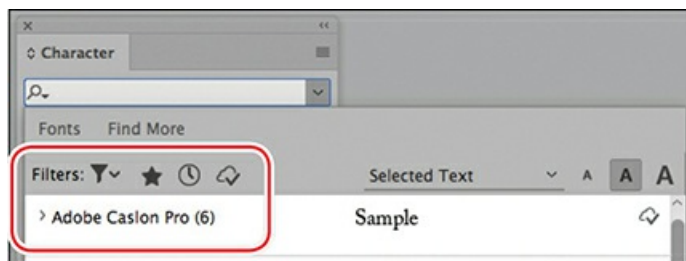 Character
Fonts Find More
Filters: Selected Text A A A
Adobe Caslon Pro (6) Sample